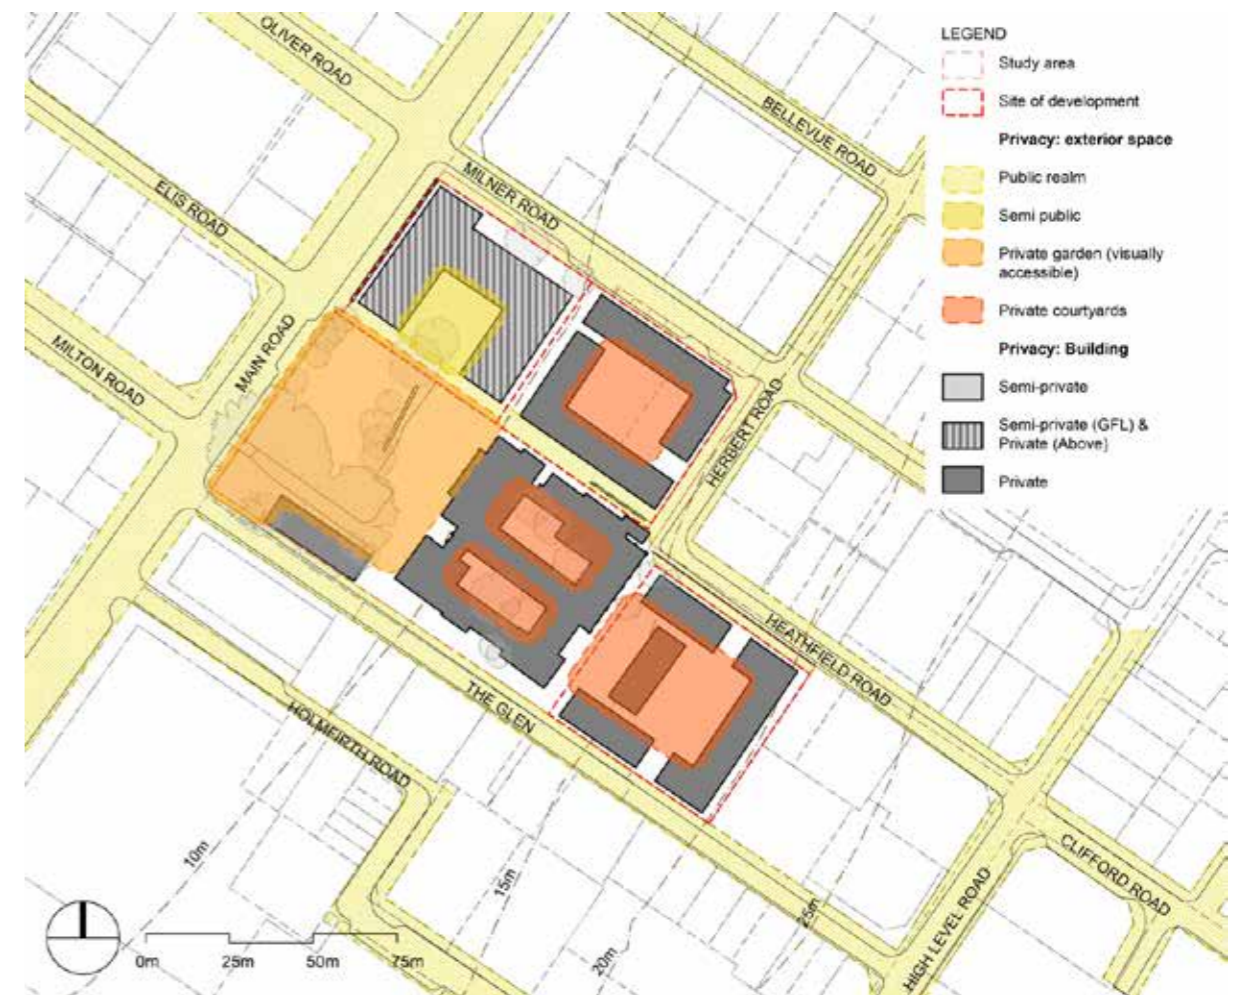 OLIVER ROAD
BELLEVUE ROAD
ELIS ROAD
MILNER ROAD
MAIN ROAD
MILTON ROAD
HERBERT ROAD
HEATHFIELD ROAD
THE GLEN
HOLMFIRTH ROAD
CLIFFORD ROAD
HIGH LEVEL ROAD
10m
15m
20m
25m
0m 25m 50m 75m
LEGEND
Study area
Site of development
Privacy: exterior space
Public realm
Semi public
Private garden (visually
accessible)
Private courtyards
Privacy: Building
Semi-private
Semi-private (GFL) &
Private (Above)
Private